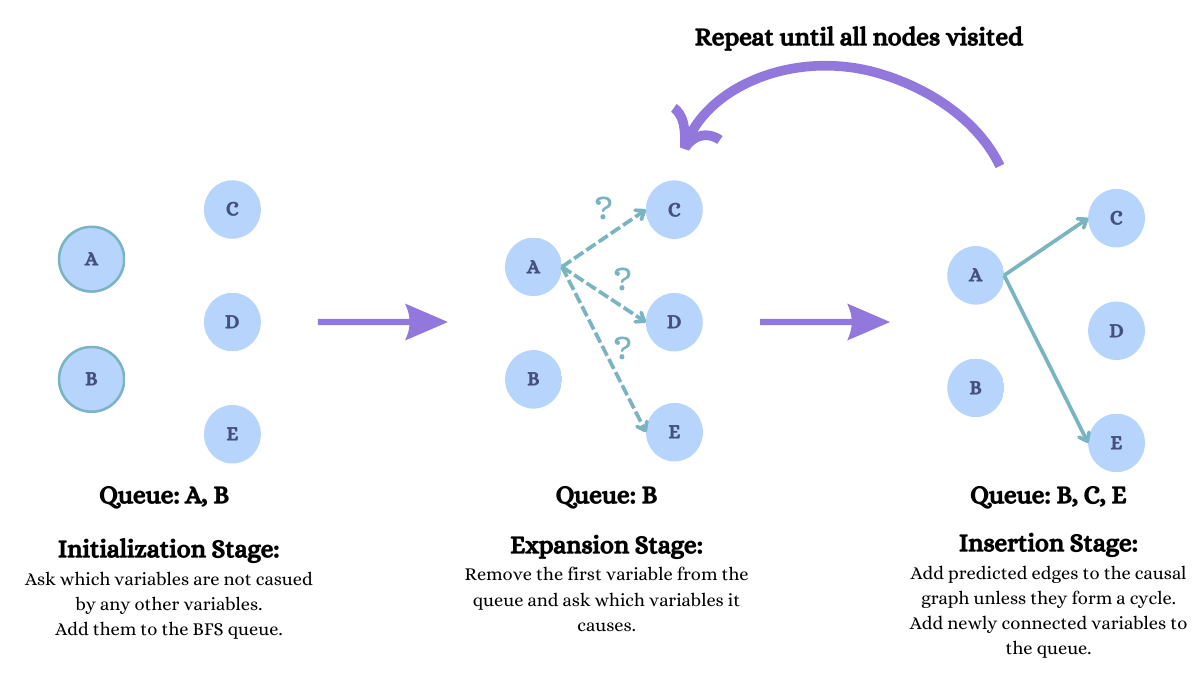 Repeat until all nodes visited
A
B
C
D
E
Queue: A, B
Initialization Stage:
Ask which variables are not casued
by any other variables.
Add them to the BFS queue.
?
?
?
A
B
C
D
E
Queue: B
Expansion Stage:
Remove the first variable from the
queue and ask which variables it
causes.
A
B
C
D
E
Queue: B, C, E
Insertion Stage:
Add predicted edges to the causal
graph unless they form a cycle.
Add newly connected variables to
the queue.